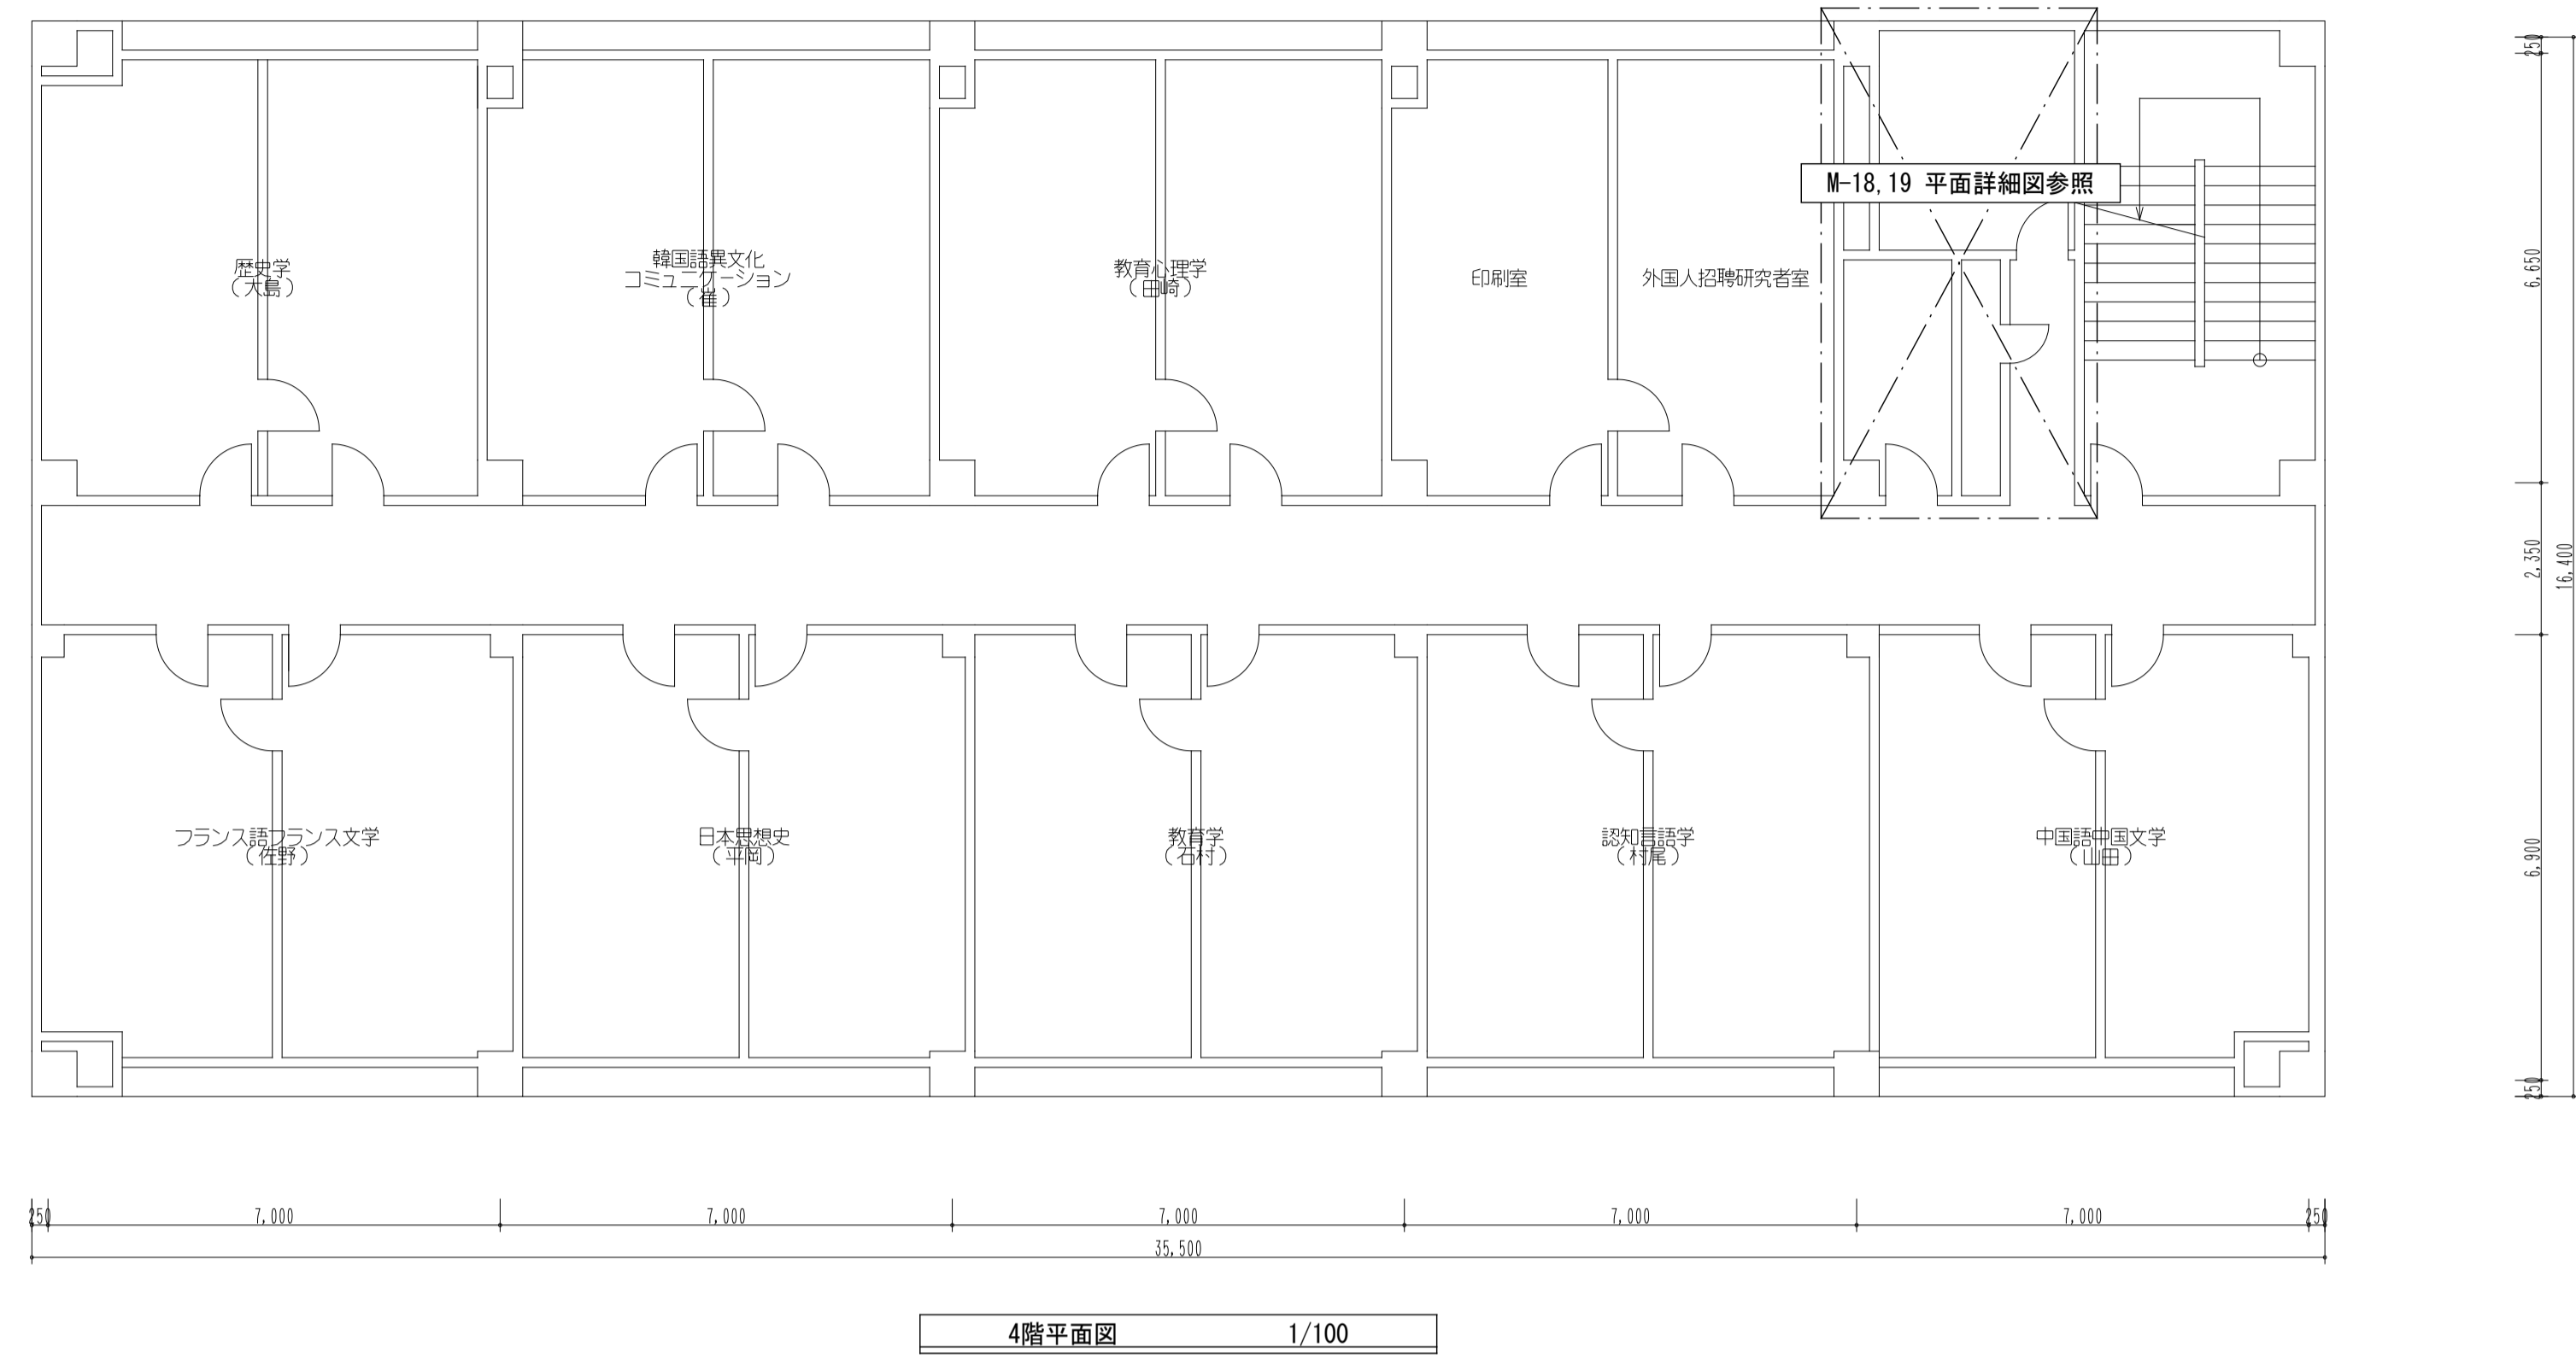 250
M-18,19 平面詳細図参照
歴史学
(大島)
韓国語異文化
コミュニケーション
(崔)
教育心理学
(田崎)
印刷室
外国人招聘研究者室
6,650
2,350
16,400
フランス語フランス文学
(佐野)
日本思想史
(平岡)
教育学
(石村)
認知言語学
(村尾)
中国語中国文学
(山田)
6,900
250
250
7,000
7,000
7,000
7,000
7,000
250
35,500
4階平面図 1/100